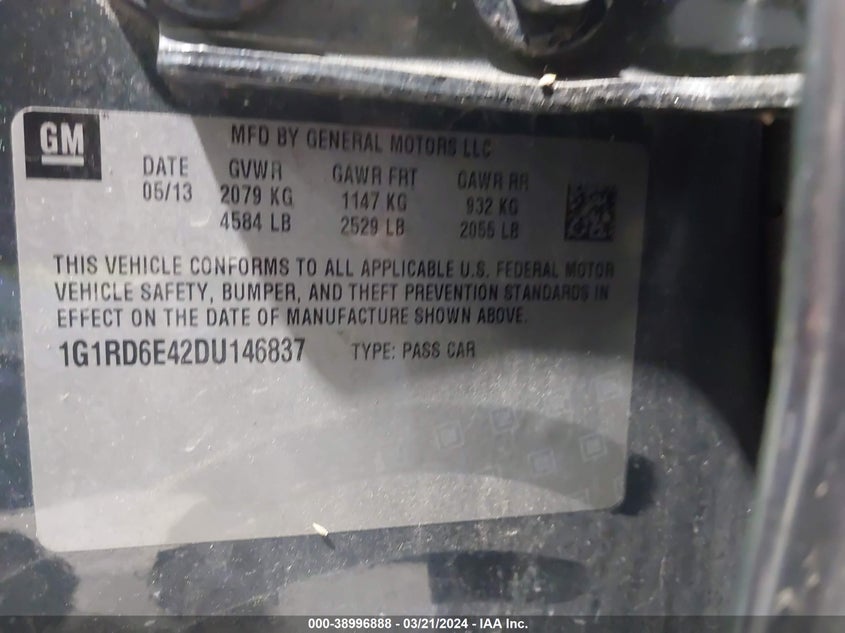 GM
MFD BY GENERAL MOTORS LLC
DATE GVWR GAWR FRT GAWR RR
05/13 2079 KG 1147 KG 932 KG
4584 LB 2529 LB 2055 LB
THIS VEHICLE CONFORMS TO ALL APPLICABLE U.S. FEDERAL MOTOR
VEHICLE SAFETY, BUMPER, AND THEFT PREVENTION STANDARDS IN
EFFECT ON THE DATE OF MANUFACTURE SHOWN ABOVE.
1G1RD6E42DU146837 TYPE: PASS CAR
000-38996888 - 03/21/2024 - IAA Inc.